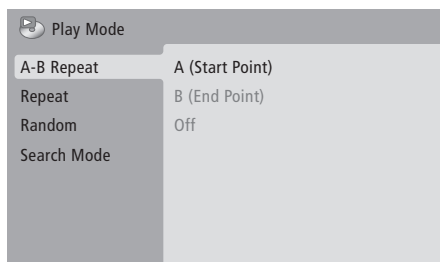 Play Mode
A-B Repeat
Repeat
Random
Search Mode
A (Start Point)
B (End Point)
Off